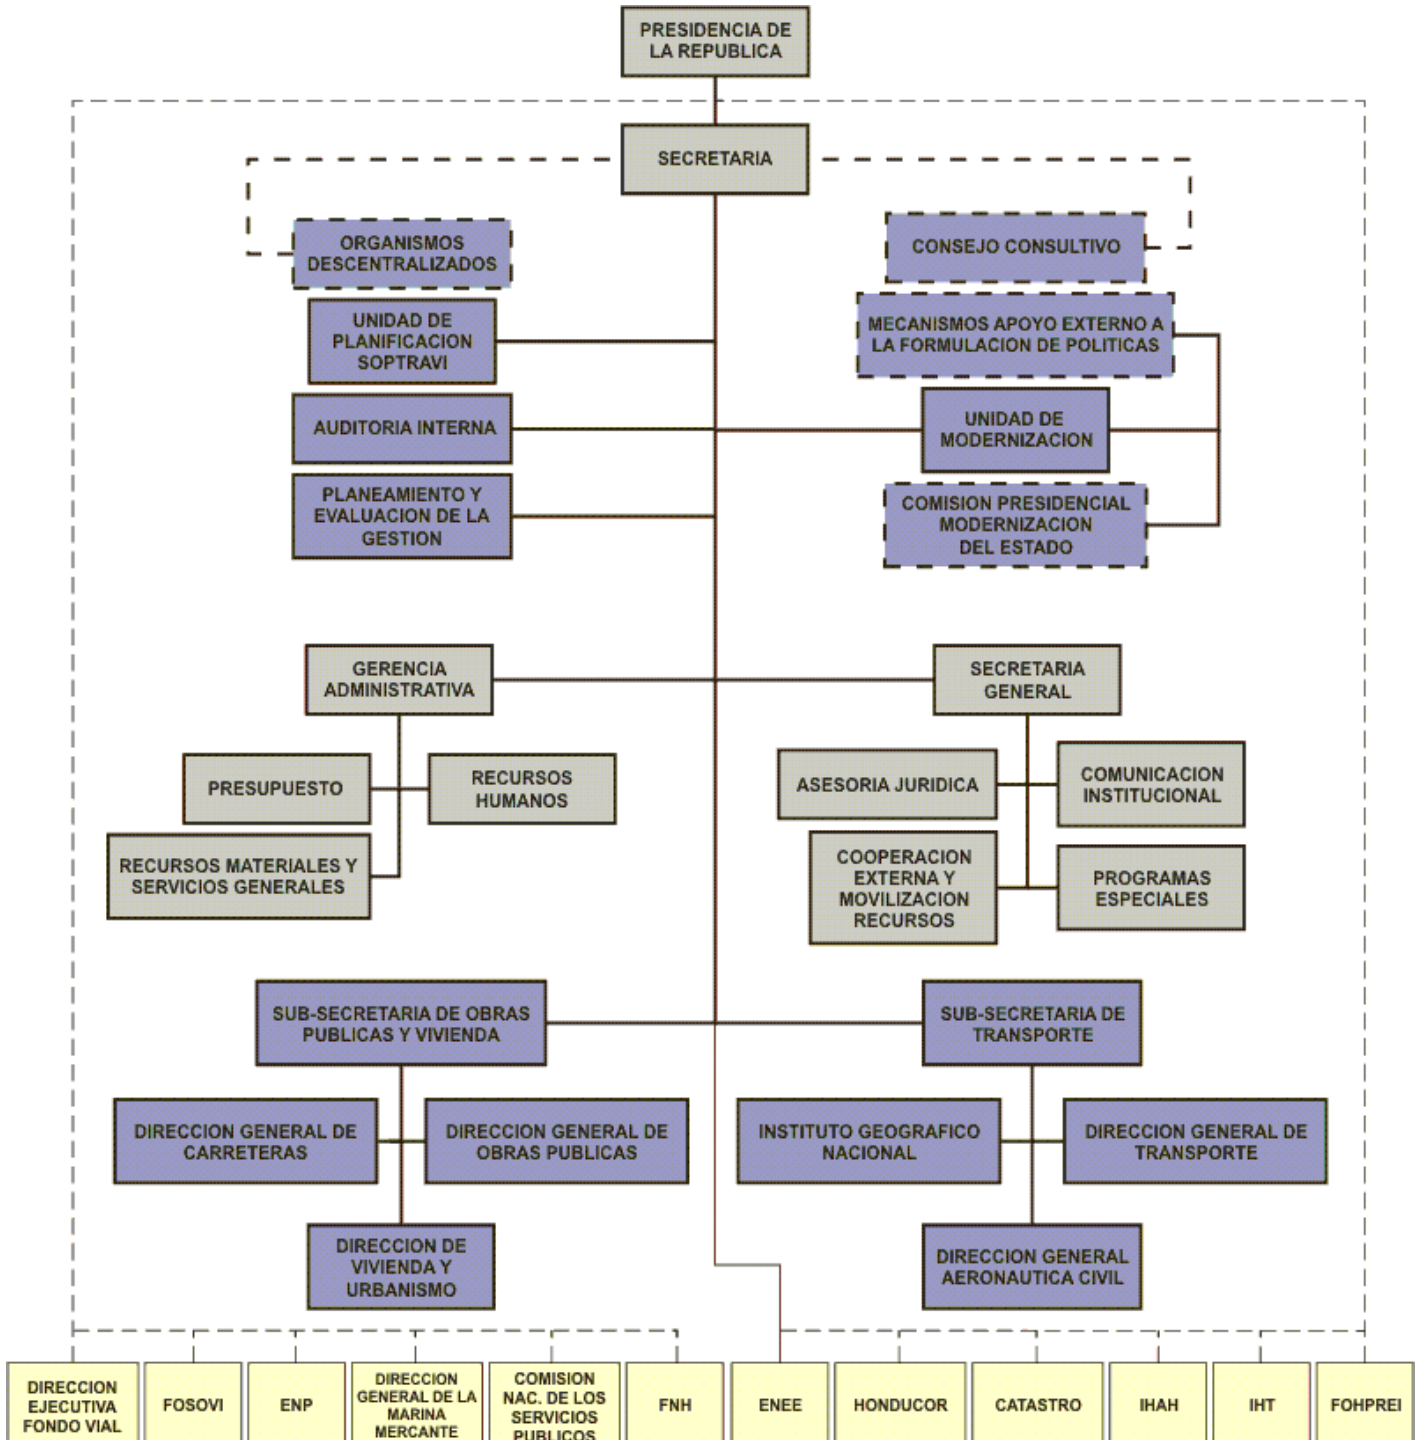 PRESIDENCIA DE
LA REPUBLICA
SECRETARIA
ORGANISMOS
DESCENTRALIZADOS
CONSEJO CONSULTIVO
UNIDAD DE
PLANIFICACION
SOPTRAVI
MECANISMOS APOYO EXTERNO A
LA FORMULACION DE POLITICAS
AUDITORIA INTERNA
UNIDAD DE
MODERNIZACION
PLANEAMIENTO Y
EVALUACION DE LA
GESTION
COMISION PRESIDENCIAL
MODERNIZACION
DEL ESTADO
GERENCIA
ADMINISTRATIVA
SECRETARIA
GENERAL
PRESUPUESTO
RECURSOS
HUMANOS
ASESORIA JURIDICA
COMUNICACION
INSTITUCIONAL
RECURSOS MATERIALES Y
SERVICIOS GENERALES
COOPERACION
EXTERNA Y
MOVILIZACION
RECURSOS
PROGRAMAS
ESPECIALES
SUB-SECRETARIA DE OBRAS
PUBLICAS Y VIVIENDA
SUB-SECRETARIA DE
TRANSPORTE
DIRECCION GENERAL DE
CARRETERAS
DIRECCION GENERAL DE
OBRAS PUBLICAS
INSTITUTO GEOGRAFICO
NACIONAL
DIRECCION GENERAL DE
TRANSPORTE
DIRECCION DE
VIVIENDA Y
URBANISMO
DIRECCION GENERAL
AERONAUTICA CIVIL
DIRECCION
EJECUTIVA
FONDO VIAL
FOSOVI
ENP
DIRECCION
GENERAL DE LA
MARINA
MERCANTE
COMISION
NAC. DE LOS
SERVICIOS
PUBLICOS
FNH
ENEE
HONDUCOR
CATASTRO
IHAH
IHT
FOHPREI